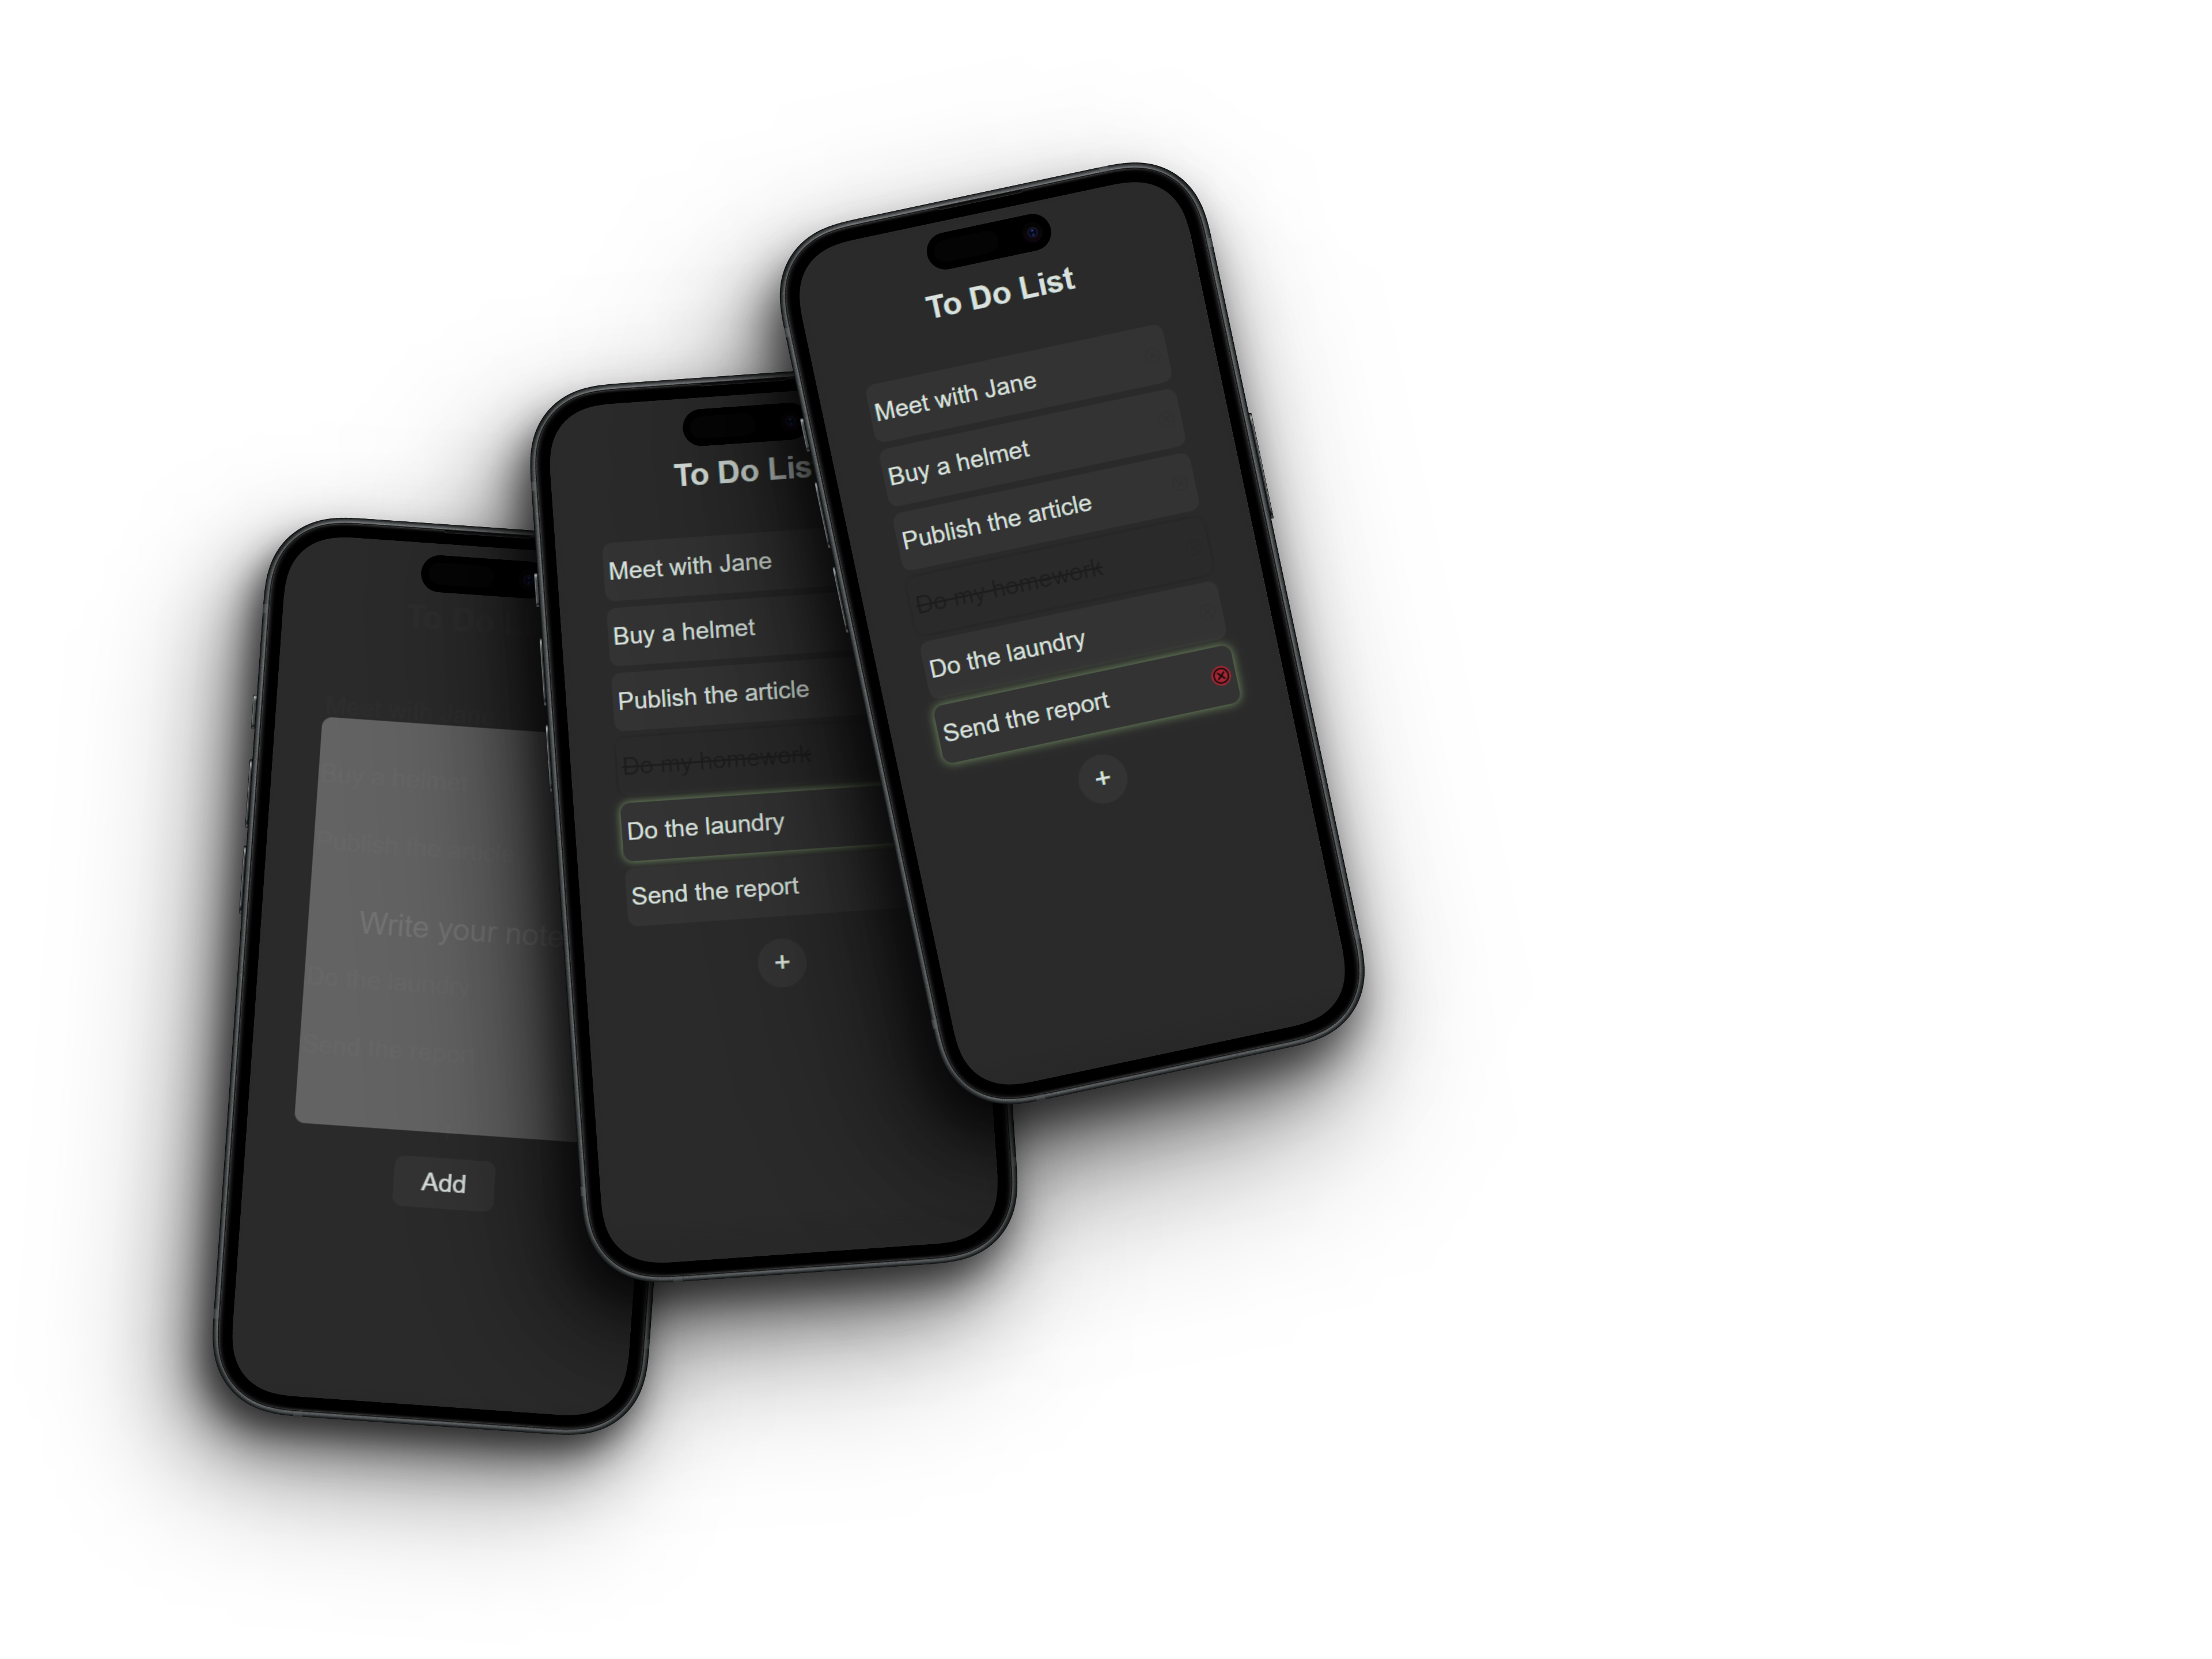 To Do List
Meet with Jane
Buy a helmet
Publish the article
Do my homework
Do the laundry
Send the report
+
To Do Lis
Meet with Jane
Buy a helmet
Publish the article
Do my homework
Do the laundry
Send the report
+
To Do L
Meet with Jane
Buy a helmet
Publish the article
Write your note
Do the laundry
Send the report
Add